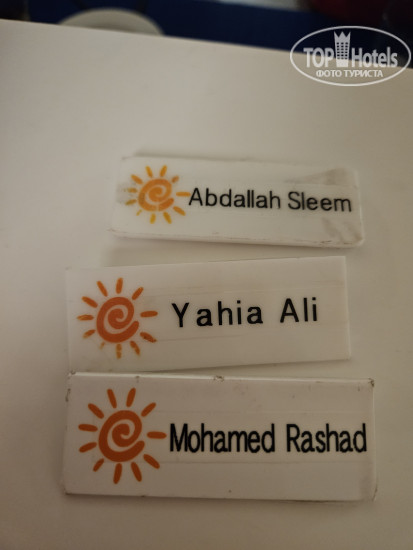 TOP Hotels
ФОТО ТУРИСТА
Abdallah Sleem
Yahia Ali
Mohamed Rashad